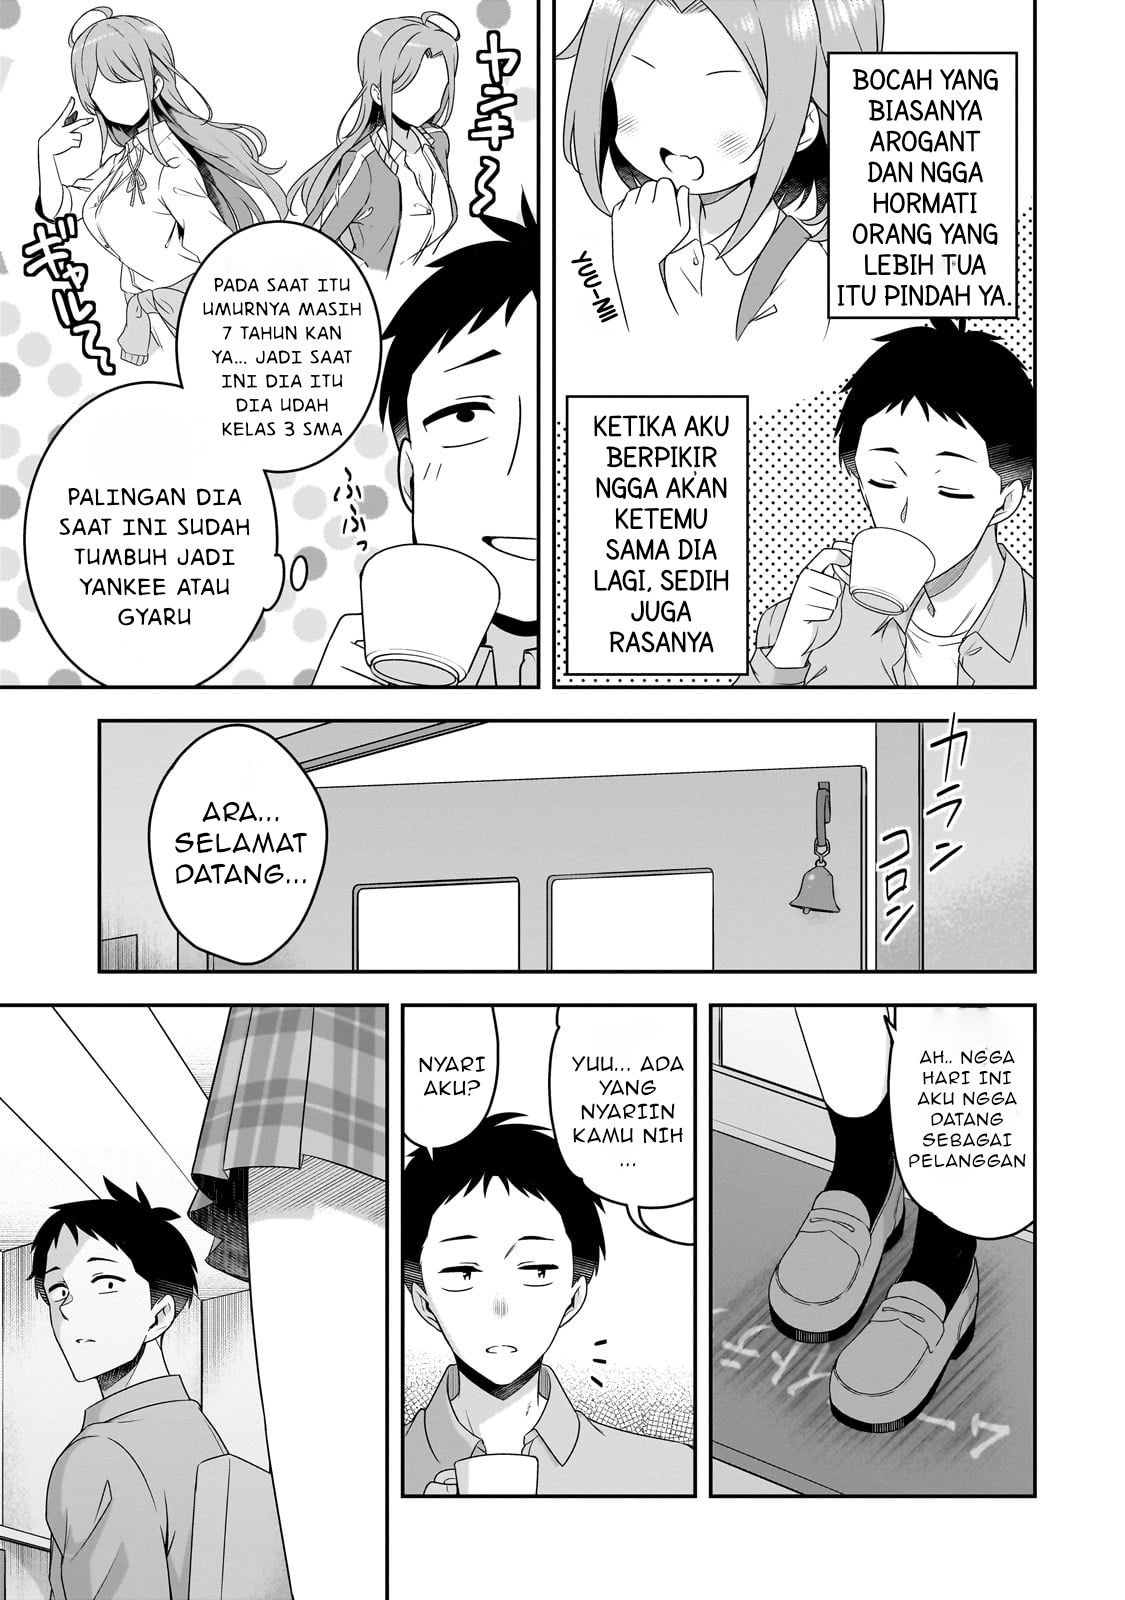 BOCAH YANG
BIASANYA
AROGANT
DAN NGGA
HORMATI
ORANG YANG
LEBIH TUA
ITU PINDAH YA.
YUU-NII
KETIKA AKU
BERPIKIR
NGGA AKAN
KETEMU
SAMA DIA
LAGI, SEDIH
JUGA
RASANYA
ヤンキ～
ギャル～
PADA SAAT ITU
UMURNYA MASIH
7 TAHUN KAN
YA... JADI SAAT
INI DIA ITU
DIA UDAH
KELAS 3 SMA
ふふっ
PALINGAN DIA
SAAT INI SUDAH
TUMBUH JADI
YANKEE ATAU
GYARU
カラン
コロン
ARA...
SELAMAT
DATANG...
AH.. NGGA
HARI INI
AKU NGGA
DATANG
SEBAGAI
PELANGGAN
YUU... ADA
YANG
NYARIIN
KAMU NIH
...
NYARI
AKU?